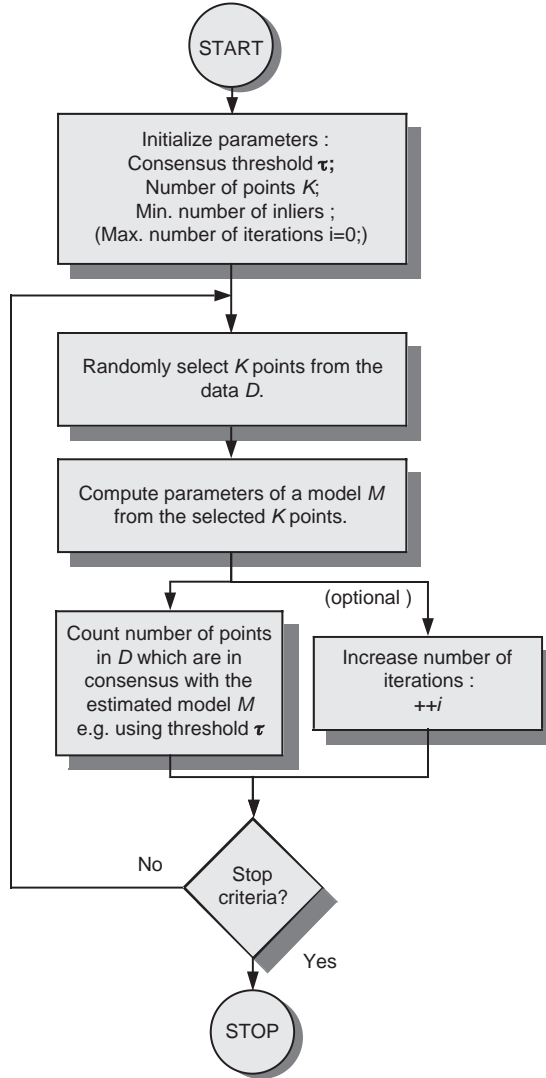 START
Initialize parameters :
Consensus threshold τ;
Number of points K;
Min. number of inliers ;
(Max. number of iterations i=0;)
Randomly select K points from the
data D.
Compute parameters of a model M
from the selected K points.
(optional )
Count number of points
in D which are in
consensus with the
estimated model M
e.g. using threshold τ
Increase number of
iterations :
++i
No
Stop
criteria?
Yes
STOP